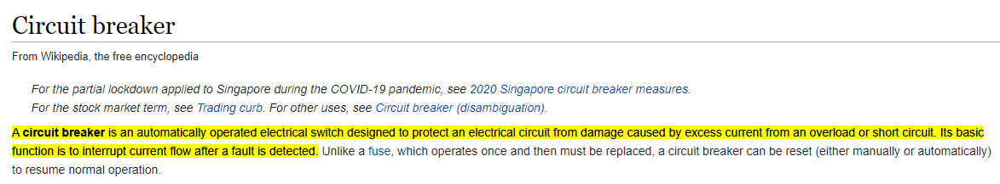 Circuit breaker
From Wikipedia, the free encyclopedia
For the partial lockdown applied to Singapore during the COVID-19 pandemic, see 2020 Singapore circuit breaker measures.
For the stock market term, see Trading curb. For other uses, see Circuit breaker (disambiguation).
A circuit breaker is an automatically operated electrical switch designed to protect an electrical circuit from damage caused by excess current from an overload or short circuit. Its basic
function is to interrupt current flow after a fault is detected. Unlike a fuse, which operates once and then must be replaced, a circuit breaker can be reset (either manually or automatically)
to resume normal operation.